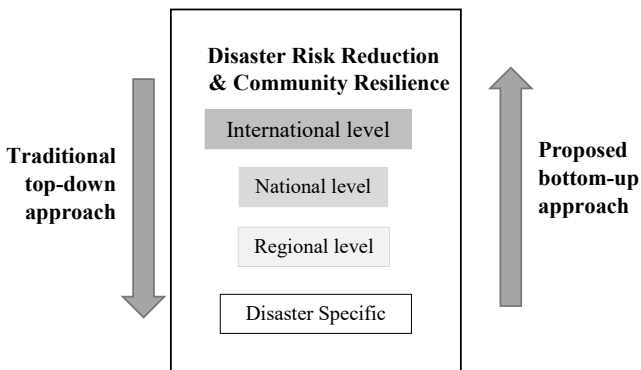 Disaster Risk Reduction
& Community Resilience
International level
National level
Regional level
Disaster Specific
Traditional
top-down
approach
Proposed
bottom-up
approach